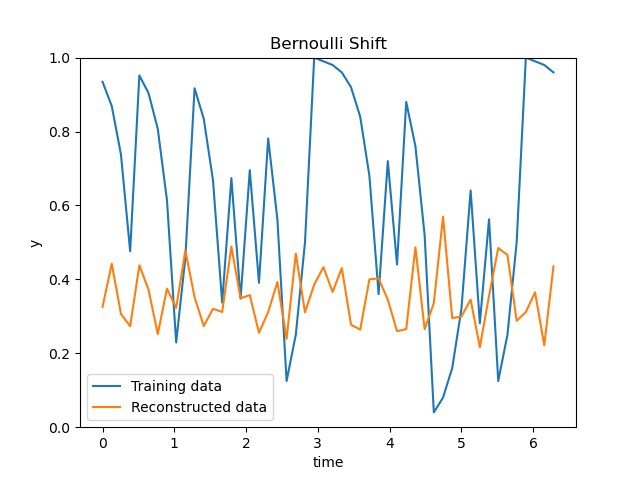 Bernoulli Shift
1.0
0.8
0.6
0.4
0.2
0.0
y
Training data
Reconstructed data
0 1 2 3 4 5 6
time